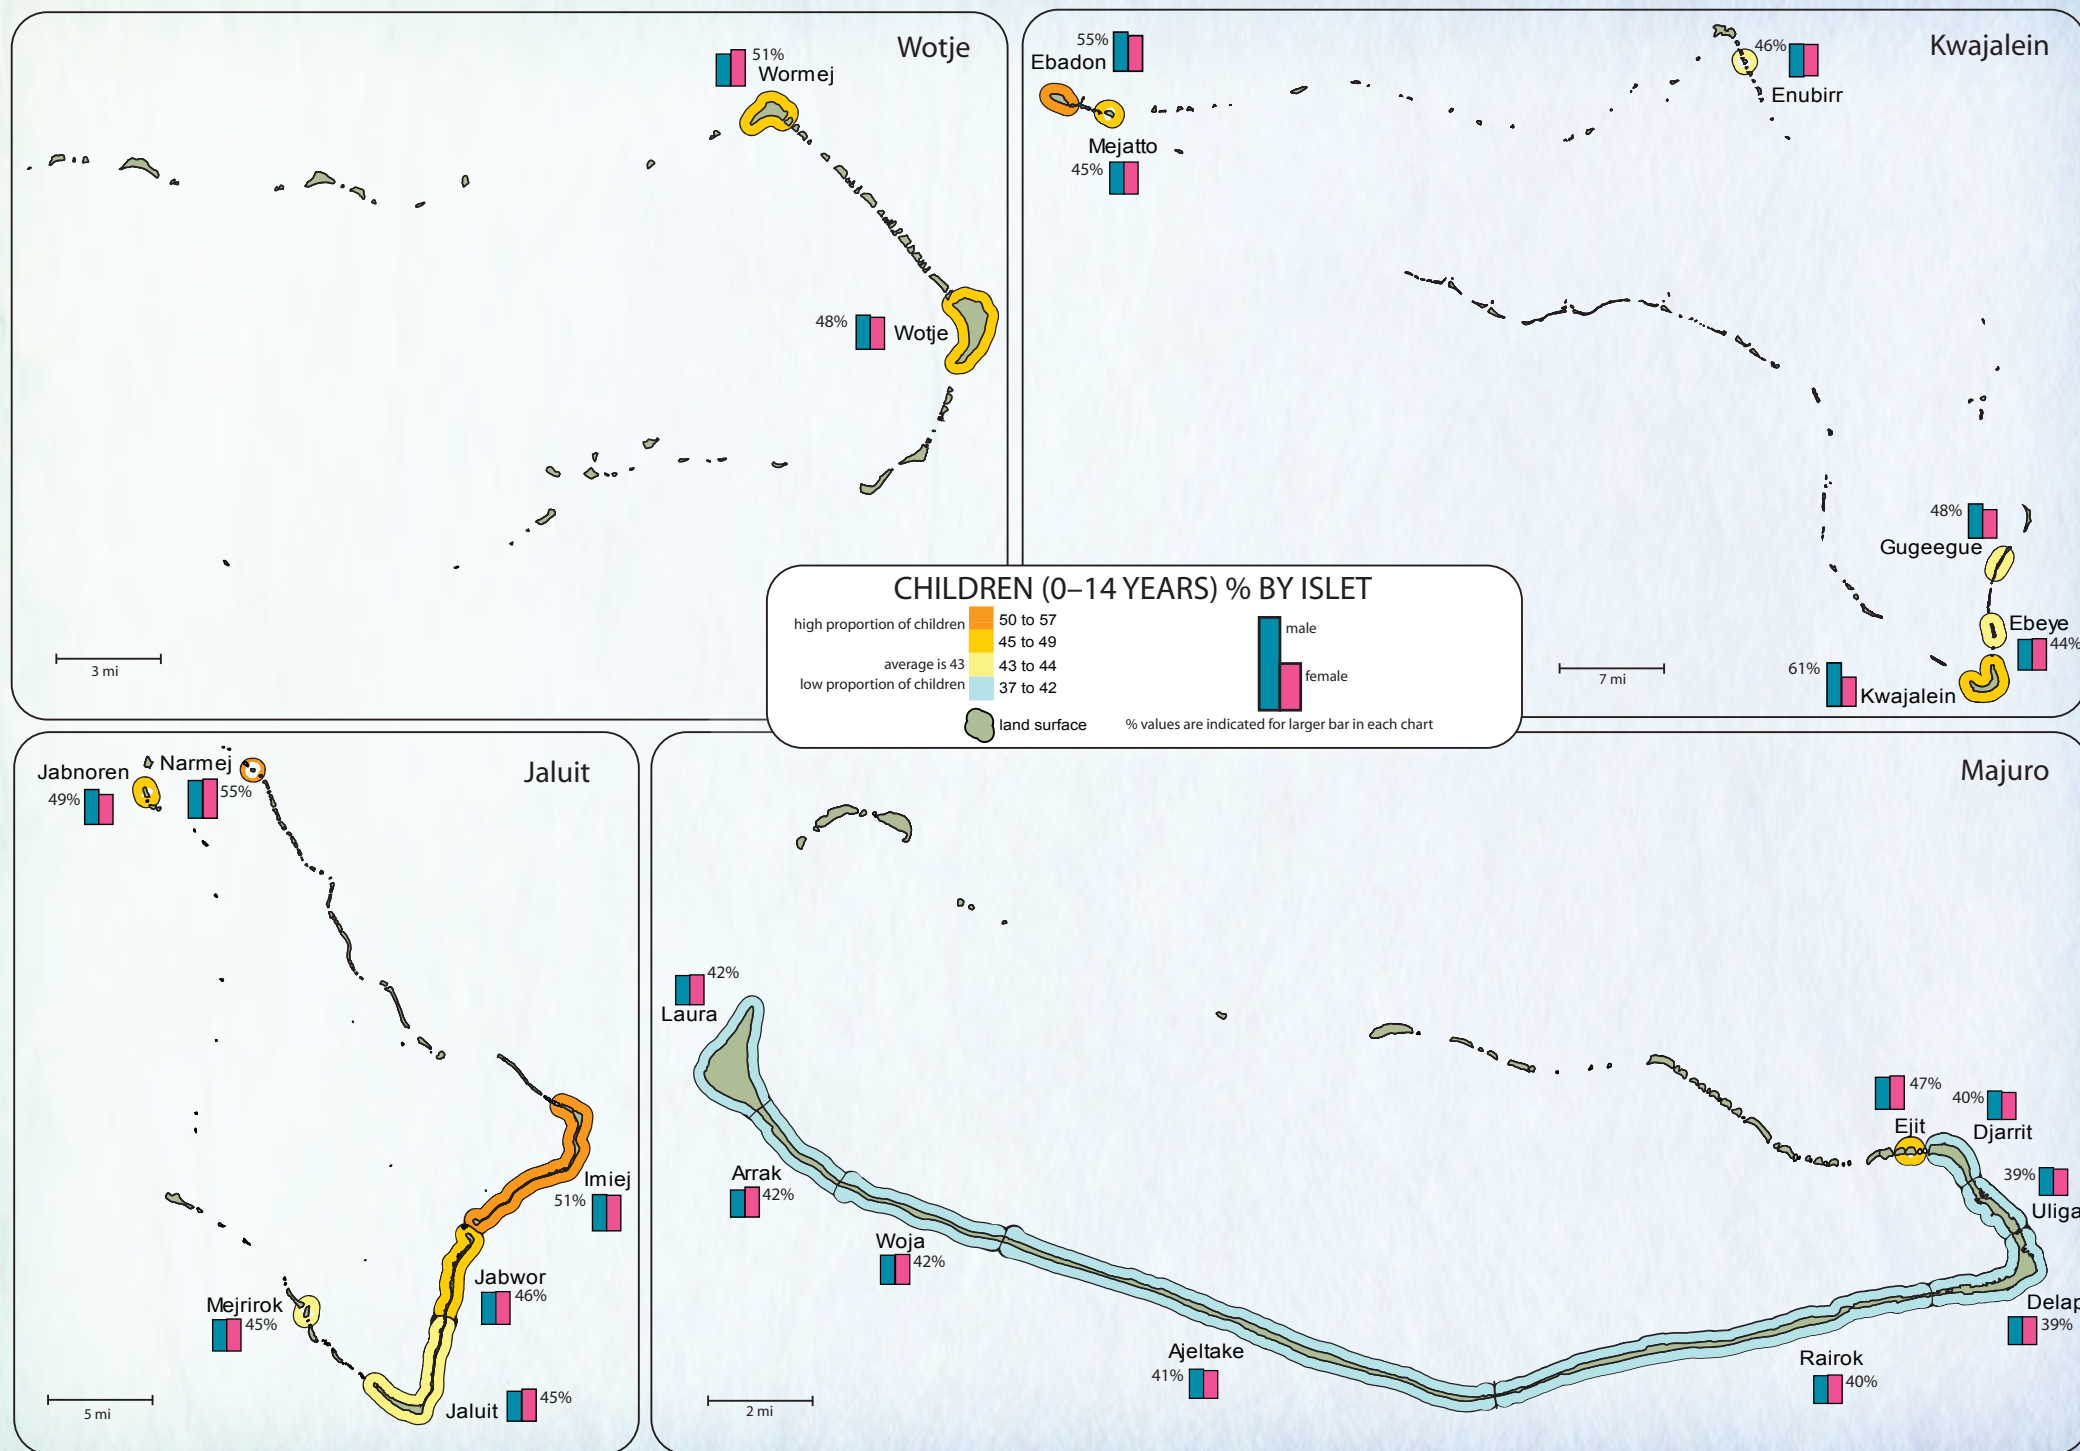 Wotje
51%
Wormej
48%
Wotje
3 mi
Kwajalein
55%
Ebadon
Mejatto
45%
46%
Enubirr
48%
Gugeegue
Ebeye
44%
61%
Kwajalein
7 mi
CHILDREN (0–14 YEARS) % BY ISLET
high proportion of children
50 to 57
45 to 49
average is 43
43 to 44
low proportion of children
37 to 42
land surface
male
female
% values are indicated for larger bar in each chart
Jaluit
Jabnoren
49%
Narmej
55%
Imiej
51%
Jabwor
46%
Mejrirok
45%
Jaluit
45%
5 mi
Majuro
42%
Laura
Arrak
42%
Woja
42%
Ajeltake
41%
47%
Ejit
40%
Djarrit
39%
Uliga
Delap
39%
Rairok
40%
2 mi